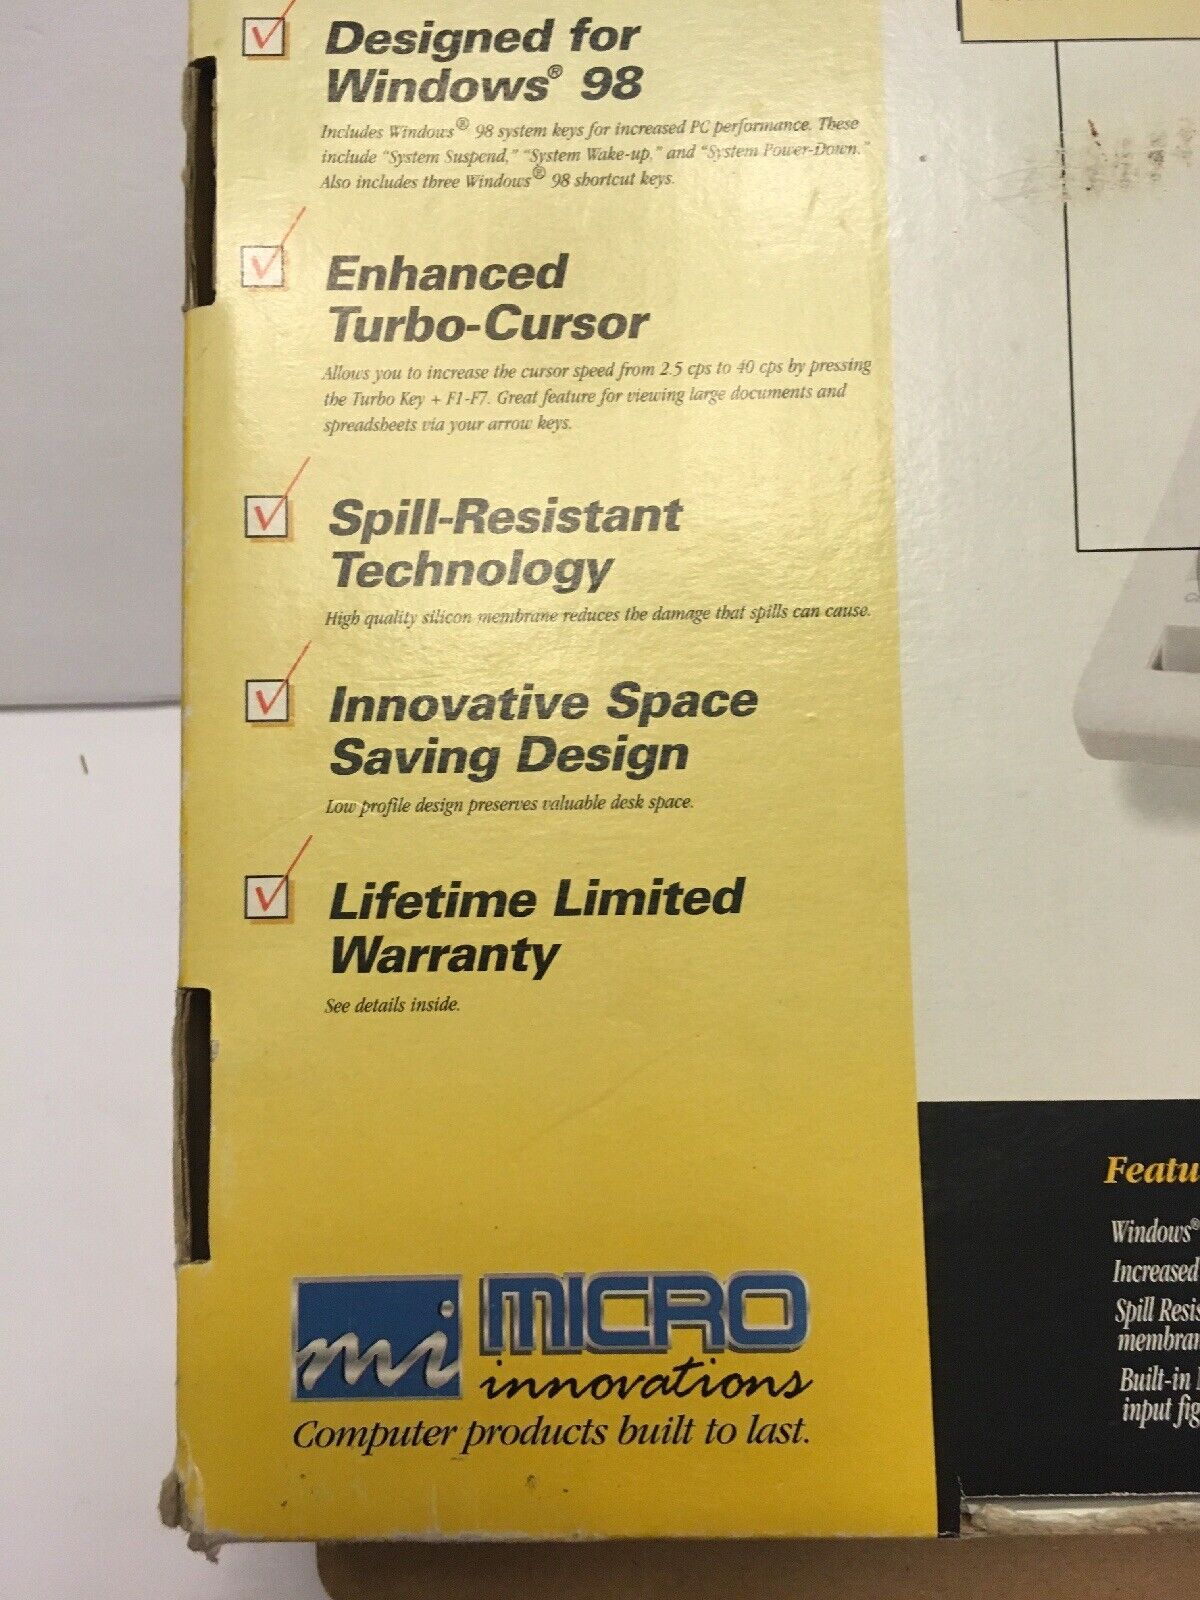 Designed for
Windows® 98
Includes Windows® 98 system keys for increased PC performance. These
include "System Suspend," "System Wake-up," and "System Power-Down."
Also includes three Windows® 98 shortcut keys.
Enhanced
Turbo-Cursor
Allows you to increase the cursor speed from 2.5 cps to 40 cps by pressing
the Turbo Key + F1-F7. Great feature for viewing large documents and
spreadsheets via your arrow keys.
Spill-Resistant
Technology
High quality silicon membrane reduces the damage that spills can cause.
Innovative Space
Saving Design
Low profile design preserves valuable desk space.
Lifetime Limited
Warranty
See details inside.
mi MICRO
innovations
Computer products built to last.
Featu
Windows®
Increased
Spill Resis
membran
Built-in
input fig